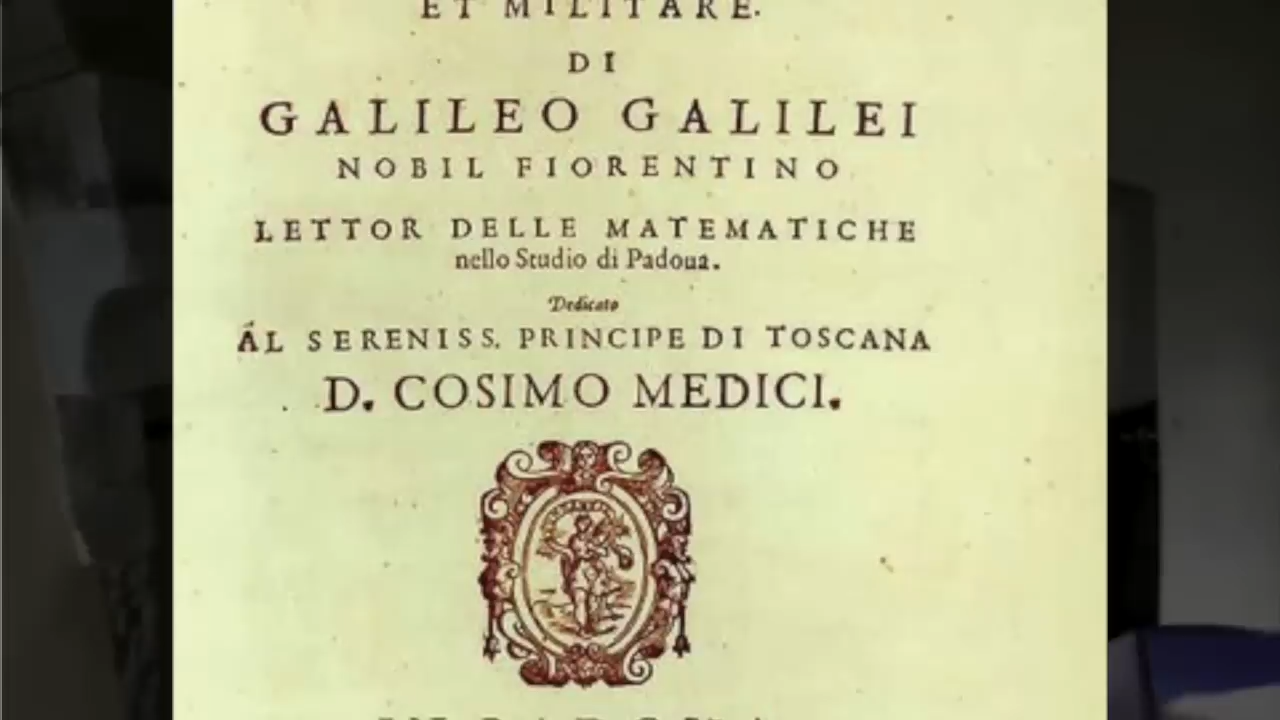 ET MILITARE.
DI
GALILEO GALILEI
NOBIL FIORENTINO
LETTOR DELLE MATEMATICHE
nello Studio di Padoua.
Dedicato
ÁL SERENISS. PRINCIPE DI TOSCANA
D. COSIMO MEDICI.